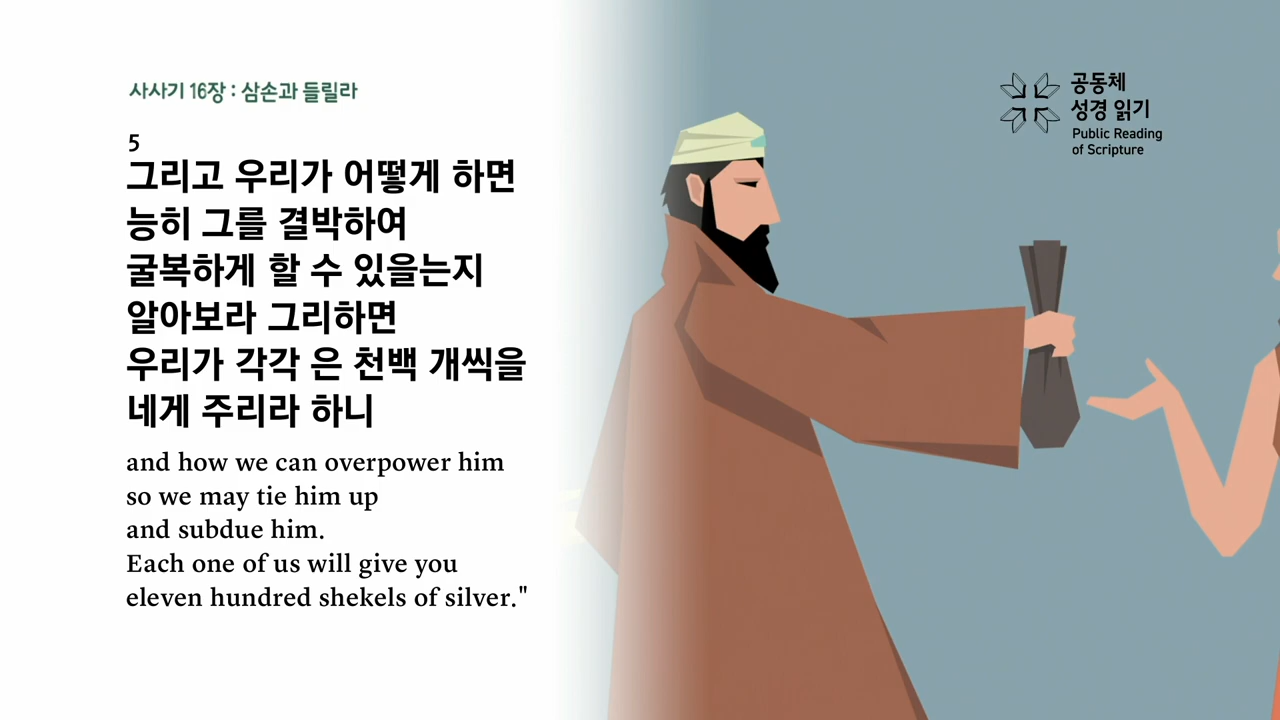 사사기 16장 : 삼손과 들릴라
5
그리고 우리가 어떻게 하면
능히 그를 결박하여
굴복하게 할 수 있을는지
알아보라 그리하면
우리가 각각 은 천백 개씩을
네게 주리라 하니
and how we can overpower him
so we may tie him up
and subdue him.
Each one of us will give you
eleven hundred shekels of silver."
공동체
성경 읽기
Public Reading
of Scripture